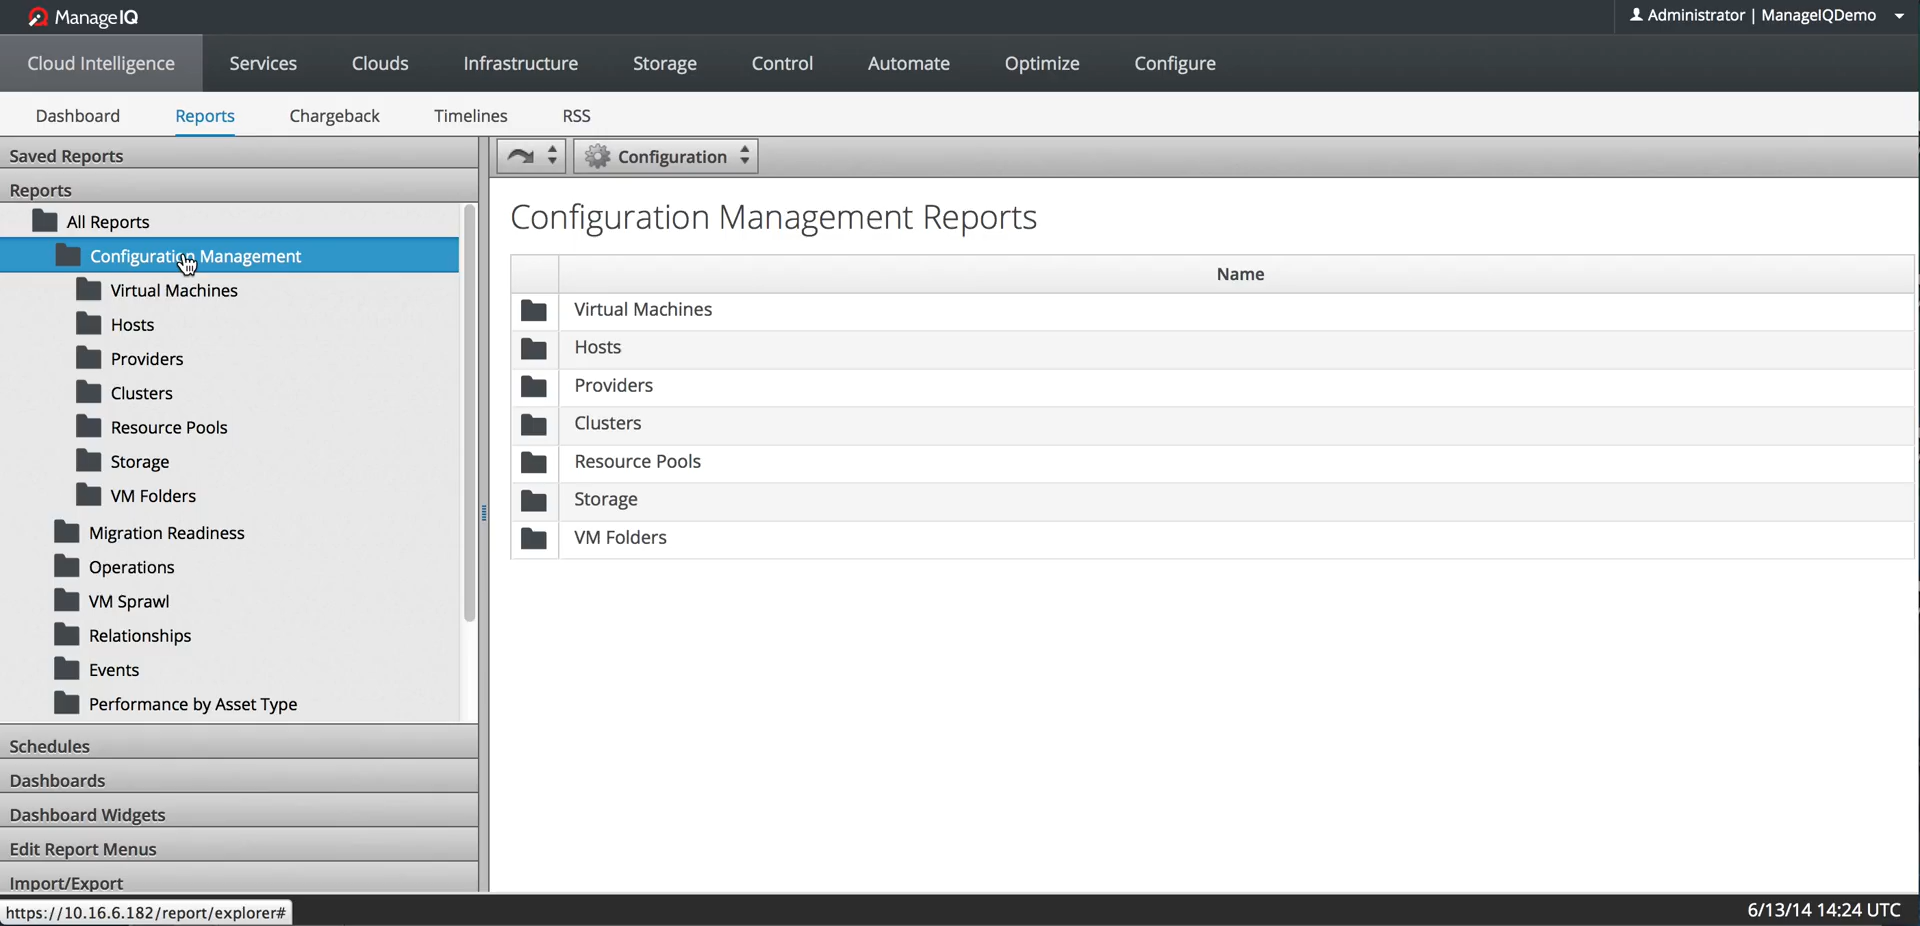 ManageIQ
Administrator | ManageIQDemo
Cloud Intelligence Services Clouds Infrastructure Storage Control Automate Optimize Configure
Dashboard Reports Chargeback Timelines RSS
Saved Reports
Reports
All Reports
Configuration Management
Virtual Machines
Hosts
Providers
Clusters
Resource Pools
Storage
VM Folders
Migration Readiness
Operations
VM Sprawl
Relationships
Events
Performance by Asset Type
Schedules
Dashboards
Dashboard Widgets
Edit Report Menus
Import/Export
Configuration
Configuration Management Reports
Name
Virtual Machines
Hosts
Providers
Clusters
Resource Pools
Storage
VM Folders
https://10.16.6.182/report/explorer#
6/13/14 14:24 UTC